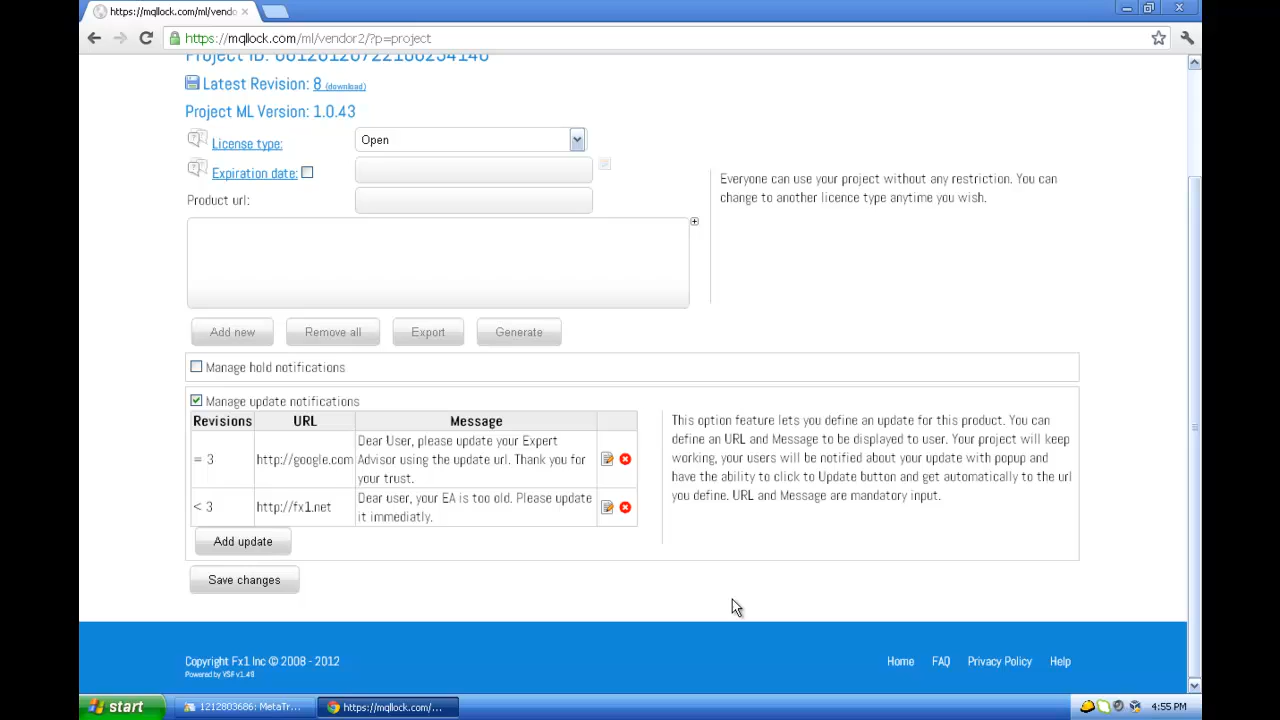 https://mqllock.com/ml/vendo
https://mqllock.com/ml/vendor2/?p=project
Latest Revision: 8 (download)
Project ML Version: 1.0.43
License type: Open
Expiration date:
Product url:
Everyone can use your project without any restriction. You can
change to another licence type anytime you wish.
Add new Remove all Export Generate
Manage hold notifications
Manage update notifications
Revisions URL Message
= 3 http://google.com Dear User, please update your Expert
Advisor using the update url. Thank you for
your trust.
< 3 http://fx1.net Dear user, your EA is too old. Please update
it immediatly.
Add update
This option feature lets you define an update for this product. You can
define an URL and Message to be displayed to user. Your project will keep
working, your users will be notified about your update with popup and
have the ability to click to Update button and get automatically to the url
you define. URL and Message are mandatory input.
Save changes
Copyright Fx1 Inc © 2008 - 2012
Powered by YSF v1.48
Home FAQ Privacy Policy Help
start 1212803686: MetaTr... https://mqllock.com/... 4:55 PM